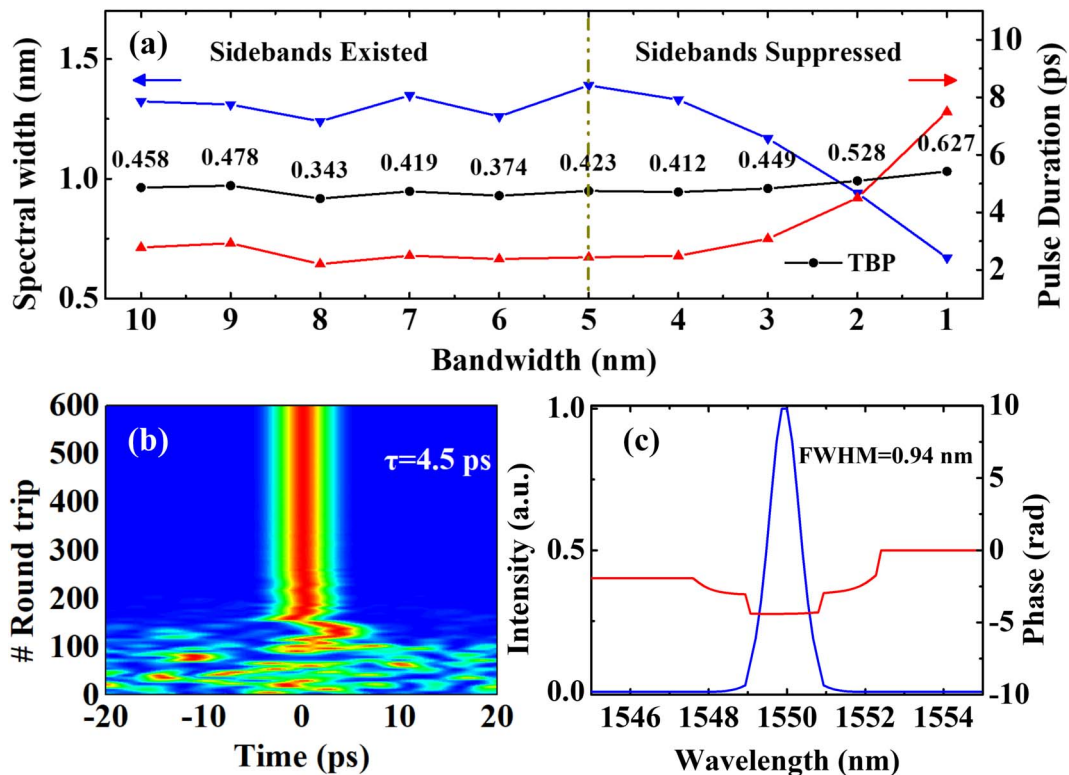 (a)
Sidebands Existed
Sidebands Suppressed
Spectral width (nm)
1.5
1.0
0.5
0.458 0.478 0.343 0.419 0.374 0.423 0.412 0.449 0.528 0.627
TBP
10
8
6
4
2
Pulse Duration (ps)
10 9 8 7 6 5 4 3 2 1
Bandwidth (nm)
(b)
τ=4.5 ps
# Round trip
600
500
400
300
200
100
0
-20 -10 0 10 20
Time (ps)
(c)
FWHM=0.94 nm
Intensity (a.u.)
1.0
0.5
0.0
10
5
0
-5
-10
Phase (rad)
1546 1548 1550 1552 1554
Wavelength (nm)